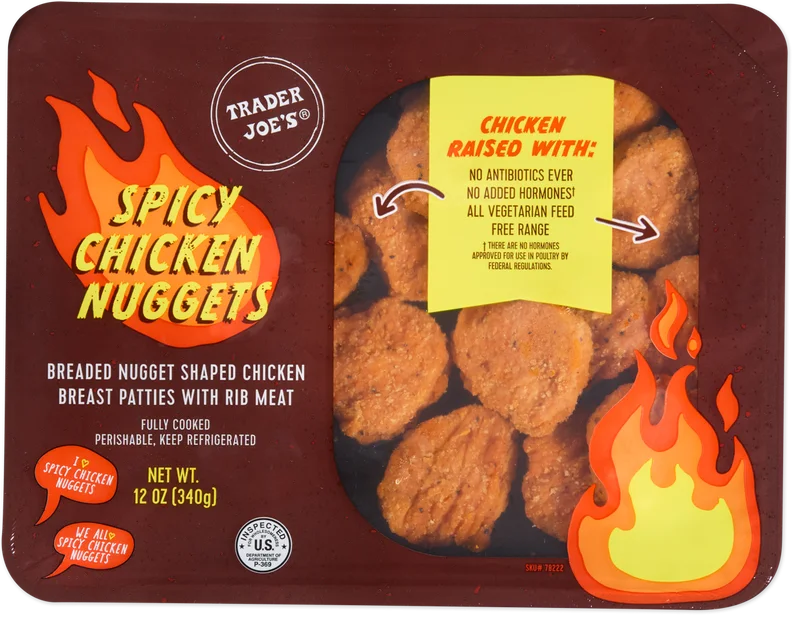 TRADER
JOE'S®
SPICY
CHICKEN
NUGGETS
BREADED NUGGET SHAPED CHICKEN
BREAST PATTIES WITH RIB MEAT
FULLY COOKED
PERISHABLE, KEEP REFRIGERATED
I
SPICY CHICKEN
NUGGETS
WE ALL
SPICY CHICKEN
NUGGETS
NET WT.
12 OZ (340g)
INSPECTED
FOR WHOLESOMENESS
BY
U.S.
DEPARTMENT OF
AGRICULTURE
P-369
CHICKEN
RAISED WITH:
NO ANTIBIOTICS EVER
NO ADDED HORMONES†
ALL VEGETARIAN FEED
FREE RANGE
† THERE ARE NO HORMONES
APPROVED FOR USE IN POULTRY BY
FEDERAL REGULATIONS.
SKU# 78222